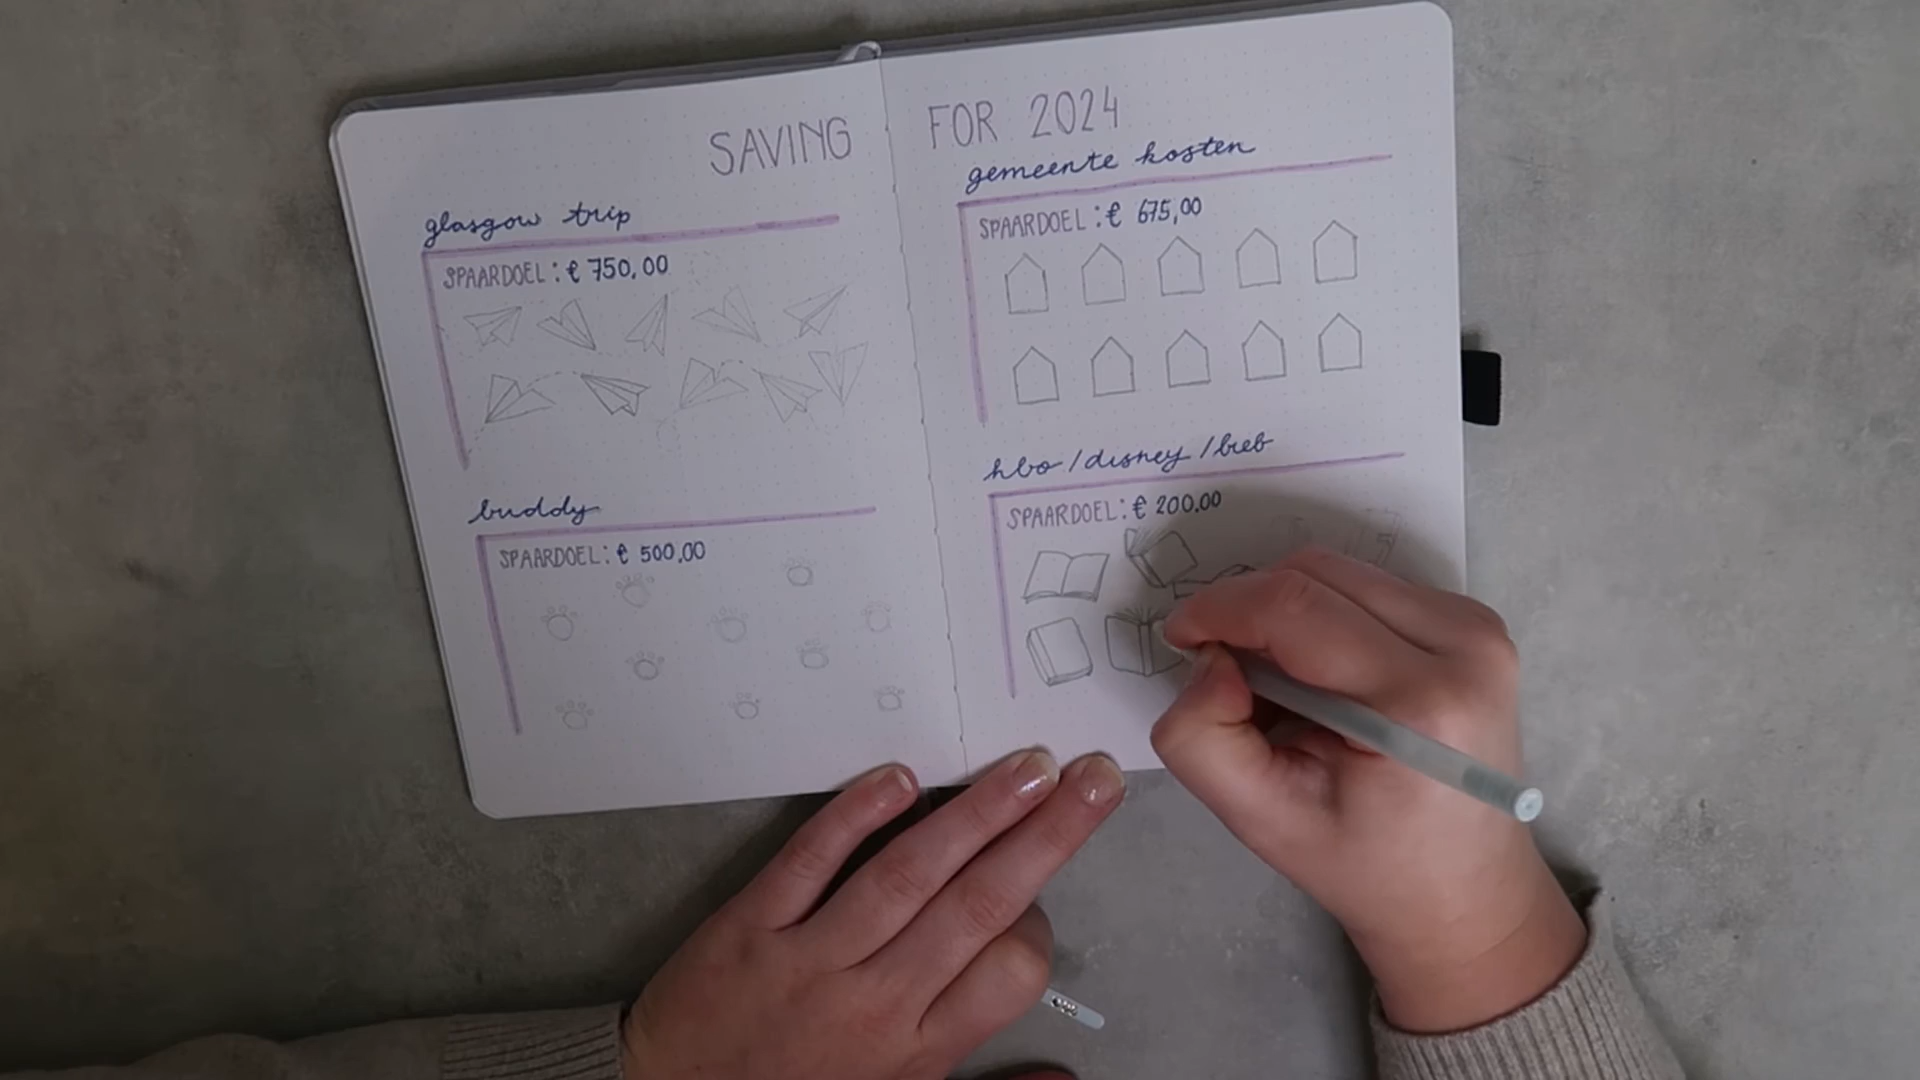 SAVING FOR 2024
glasgow trip
SPAARDOEL: € 750,00
buddy
SPAARDOEL: € 500,00
gemeente kosten
SPAARDOEL: € 675,00
hbo/disney/bieb
SPAARDOEL: € 200,00